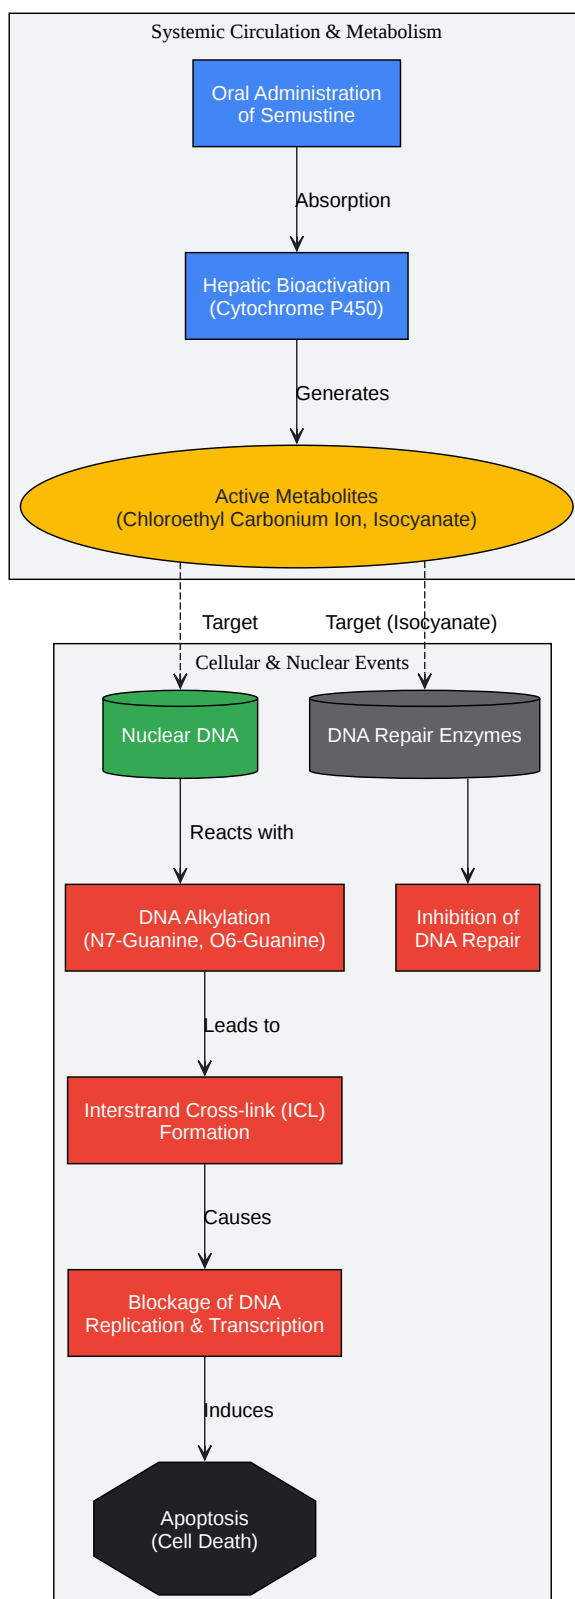 Systemic Circulation & Metabolism
Oral Administration
of Semustine
Absorption
Hepatic Bioactivation
(Cytochrome P450)
Generates
Active Metabolites
(Chloroethyl Carbonium Ion, Isocyanate)
Target
Target (Isocyanate)
Cellular & Nuclear Events
Nuclear DNA
DNA Repair Enzymes
Reacts with
DNA Alkylation
(N7-Guanine, O6-Guanine)
Inhibition of
DNA Repair
Leads to
Interstrand Cross-link (ICL)
Formation
Causes
Blockage of DNA
Replication & Transcription
Induces
Apoptosis
(Cell Death)